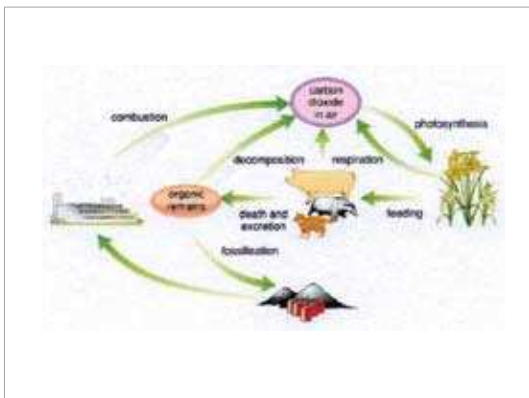 carbon
dioxide
in air
combustion
photosynthesis
decomposition
respiration
organic
remains
death and
excretion
feeding
fossilisation